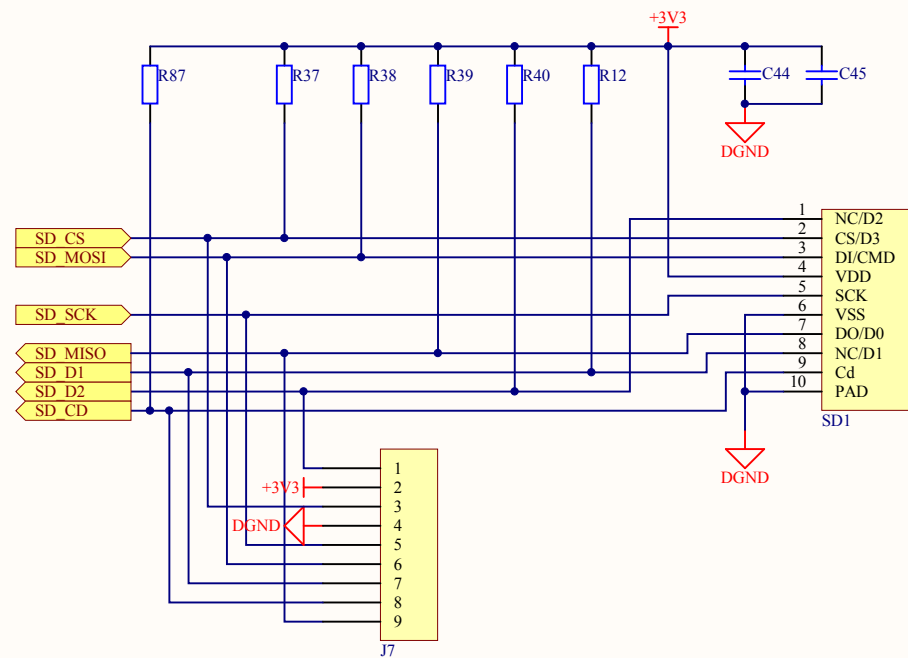 +3V3
R87
R37
R38
R39
R40
R12
C44
C45
DGND
SD_CS
SD_MOSI
SD_SCK
SD_MISO
SD_D1
SD_D2
SD_CD
1 NC/D2
2 CS/D3
3 DI/CMD
4 VDD
5 SCK
6 VSS
7 DO/D0
8 NC/D1
9 Cd
10 PAD
SD1
DGND
1
+3V3 2
3
DGND 4
5
6
7
8
9
J7